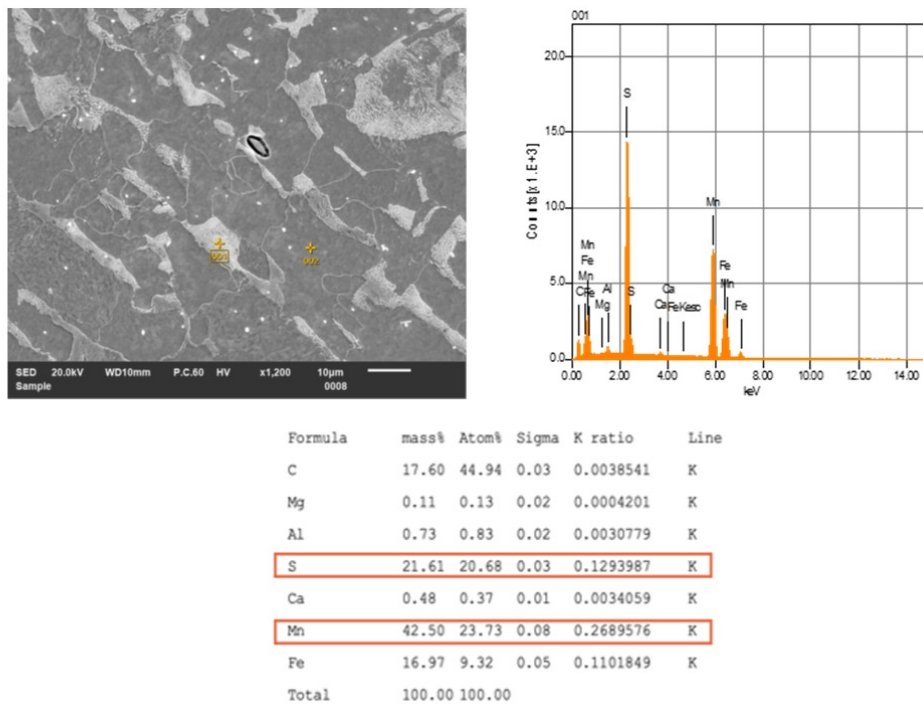 001
002
SED 20.0kV WD10mm P.C.60 HV x1,200 10µm
Sample 0008
001
Counts[x1.E+3]
20.0
15.0
10.0
5.0
0.0
S
Mn
Mn
Fe
Mn
C Fe
Mg
Al
S
Ca
Ca
Fe Kesc
Fe
Mn
Fe
0.00 2.00 4.00 6.00 8.00 10.00 12.00 14.00
keV
Formula mass% Atom% Sigma K ratio Line
C 17.60 44.94 0.03 0.0038541 K
Mg 0.11 0.13 0.02 0.0004201 K
Al 0.73 0.83 0.02 0.0030779 K
S 21.61 20.68 0.03 0.1293987 K
Ca 0.48 0.37 0.01 0.0034059 K
Mn 42.50 23.73 0.08 0.2689576 K
Fe 16.97 9.32 0.05 0.1101849 K
Total 100.00 100.00